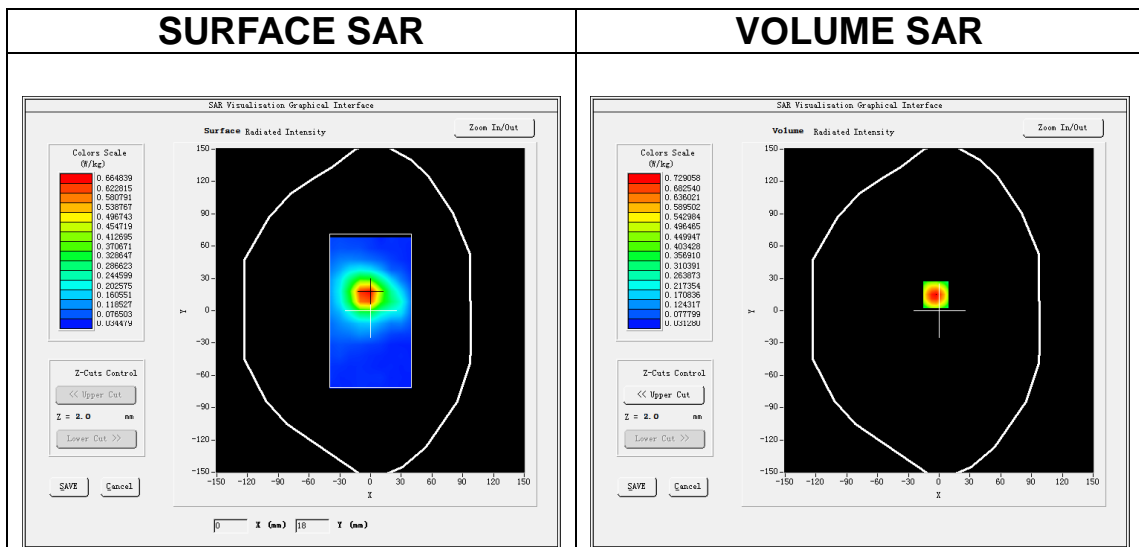 SURFACE SAR
VOLUME SAR
SAR Visualisation Graphical Interface
Surface Radiated Intensity
Zoom In/Out
Colors Scale
(W/kg)
0.664839
0.622815
0.580791
0.538767
0.496743
0.454719
0.412695
0.370671
0.328647
0.286623
0.244599
0.202575
0.160551
0.118527
0.076503
0.034479
150
120
90
60
30
0
-30
-60
-90
-120
-150
Y
-150 -120 -90 -60 -30 0 30 60 90 120 150
X
Z-Cuts Control
<< Upper Cut
Z = 2.0 mm
Lower Cut >>
SAVE Cancel
0 X (mm) 18 Y (mm)
SAR Visualisation Graphical Interface
Volume Radiated Intensity
Zoom In/Out
Colors Scale
(W/kg)
0.729058
0.682540
0.636021
0.589502
0.542984
0.496465
0.449947
0.403428
0.356910
0.310391
0.263873
0.217354
0.170836
0.124317
0.077799
0.031280
150
120
90
60
30
0
-30
-60
-90
-120
-150
Y
-150 -120 -90 -60 -30 0 30 60 90 120 150
X
Z-Cuts Control
<< Upper Cut
Z = 2.0 mm
Lower Cut >>
SAVE Cancel